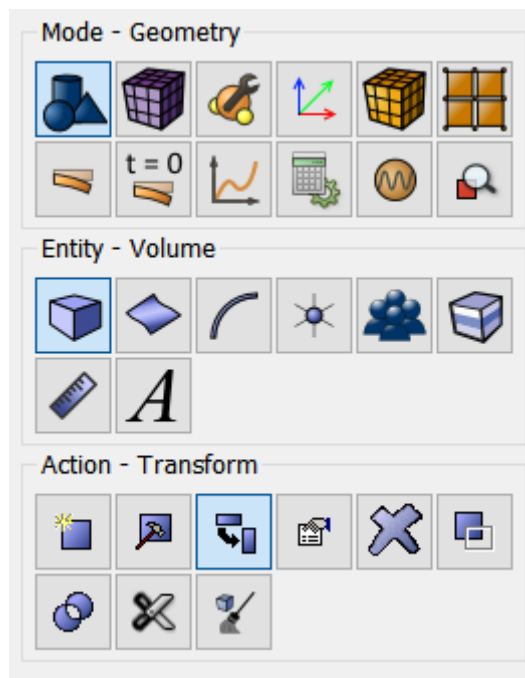 Mode - Geometry
t = 0
Entity - Volume
A
Action - Transform